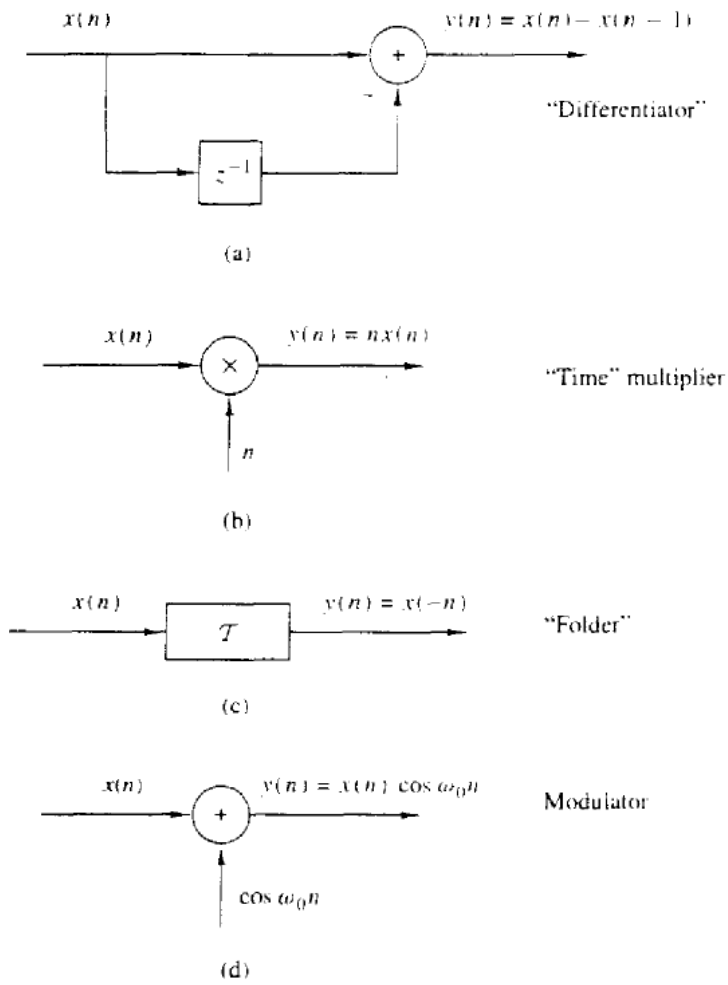 x(n)
y(n) = x(n) − x(n − 1)
+
−
"Differentiator"
z⁻¹
(a)
x(n)
y(n) = nx(n)
×
"Time" multiplier
n
(b)
x(n)
y(n) = x(−n)
𝒯
"Folder"
(c)
x(n)
y(n) = x(n) cos ω₀n
+
Modulator
cos ω₀n
(d)